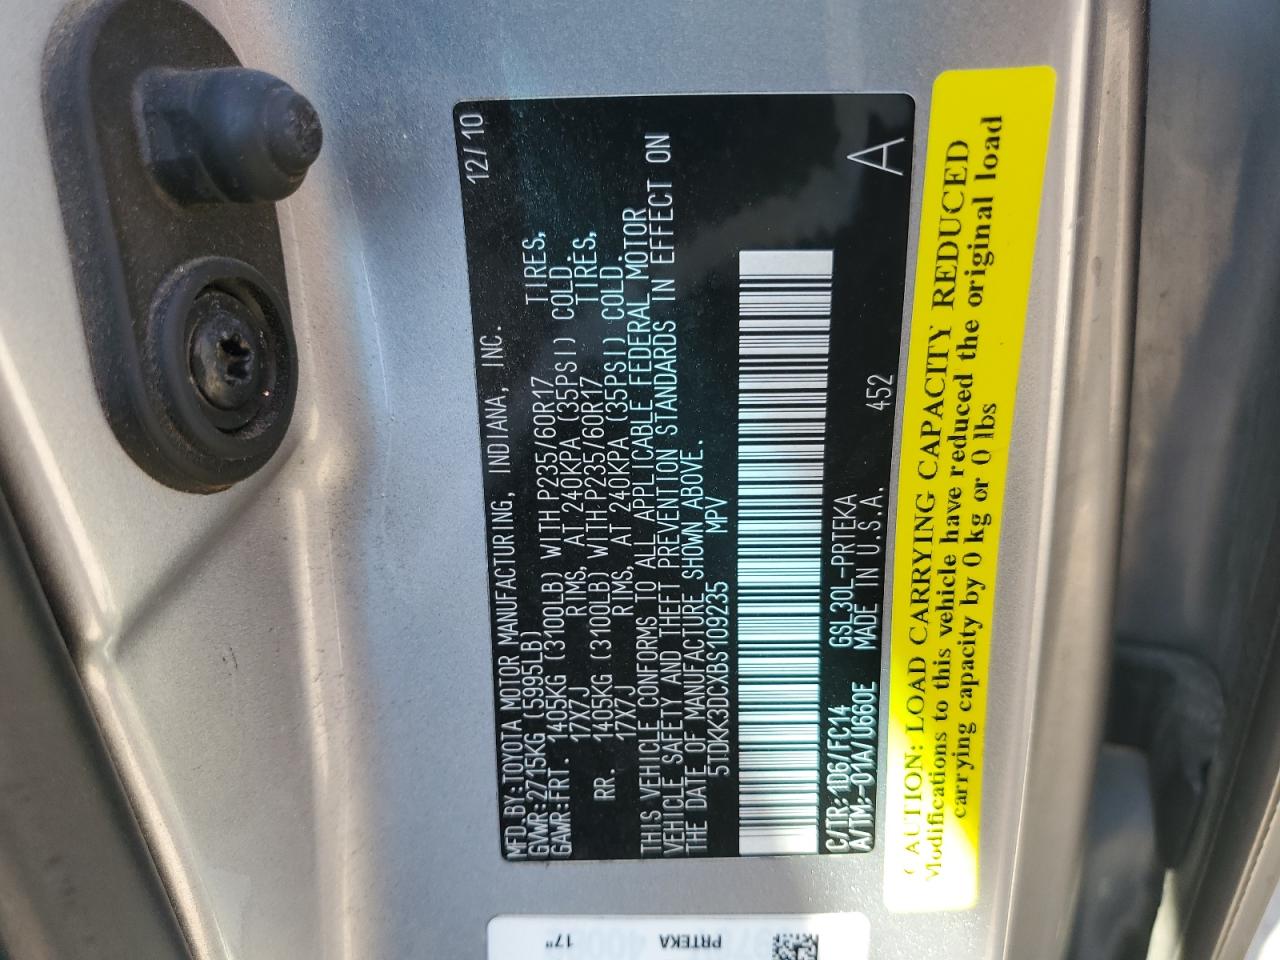 12/10
MFD BY:TOYOTA MOTOR MANUFACTURING, INDIANA, INC.
GVWR:2715KG (5995LB)
GAWR:FRT. 1405KG (3100LB) WITH P235/60R17 TIRES,
17X7J RIMS, AT 240KPA (35PSI) COLD
RR. 1405KG (3100LB) WITH P235/60R17 TIRES,
17X7J RIMS, AT 240KPA (35PSI) COLD.
THIS VEHICLE CONFORMS TO ALL APPLICABLE FEDERAL MOTOR
VEHICLE SAFETY AND THEFT PREVENTION STANDARDS IN EFFECT ON
THE DATE OF MANUFACTURE SHOWN ABOVE.
5TDKK3DCXBS109235 MPV
C/TR:1D6/FC14 GSL30L-PRTEKA
A/TM:-01A/U660E MADE IN U.S.A. 452 A
CAUTION: LOAD CARRYING CAPACITY REDUCED
Modifications to this vehicle have reduced the original load
carrying capacity by 0 kg or 0 lbs
PRTEKA
17"